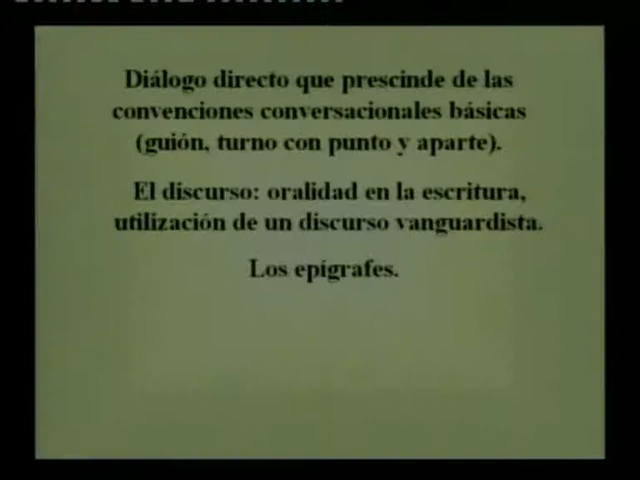 Diálogo directo que prescinde de las
convenciones conversacionales básicas
(guión, turno con punto y aparte).
El discurso: oralidad en la escritura,
utilización de un discurso vanguardista.
Los epígrafes.